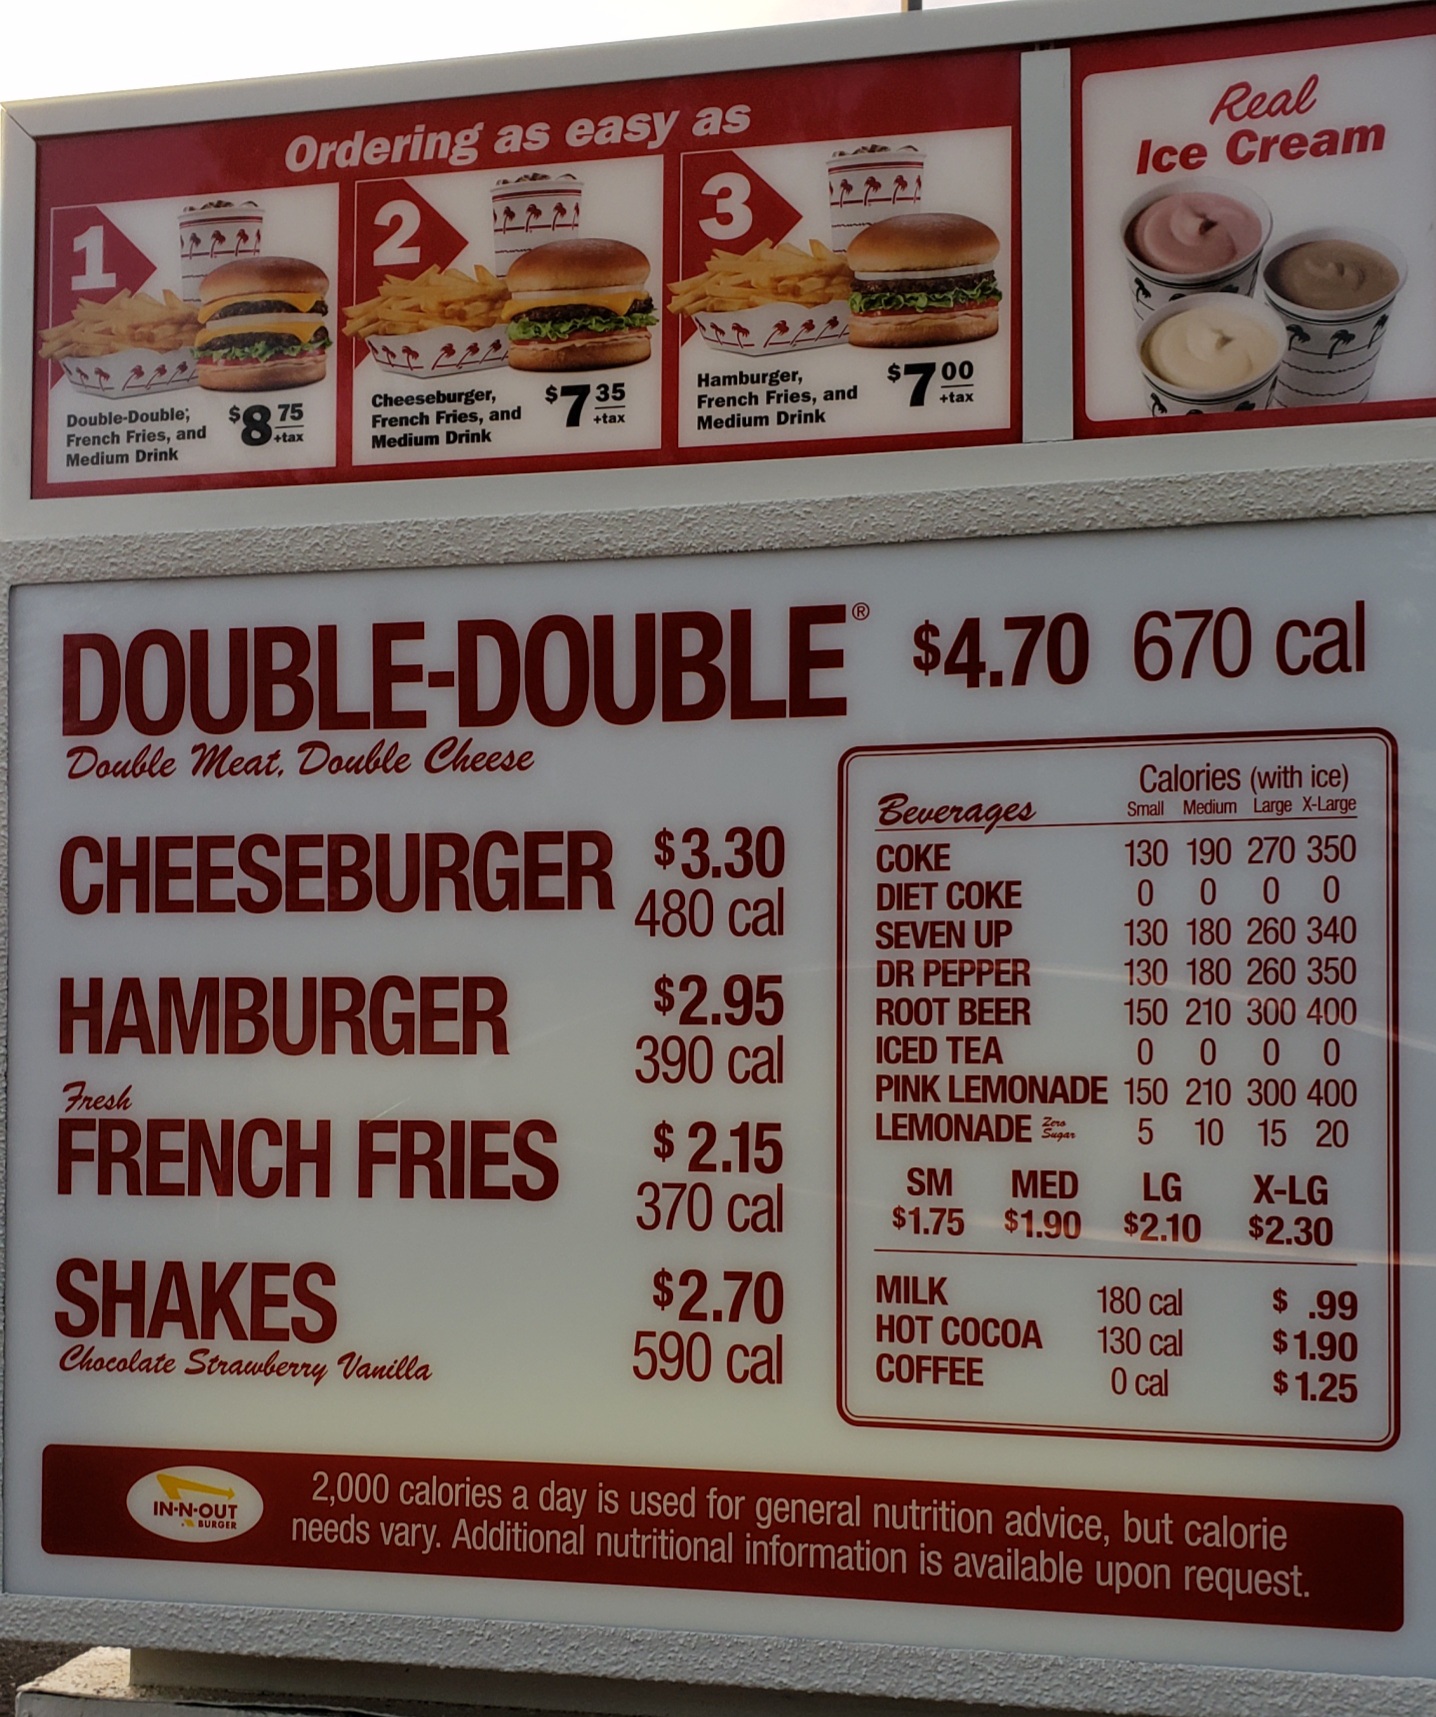 Ordering as easy as
1
Double-Double,
French Fries, and
Medium Drink
$8 75
+tax
2
Cheeseburger,
French Fries, and
Medium Drink
$7 35
+tax
3
Hamburger,
French Fries, and
Medium Drink
$7 00
+tax
Real
Ice Cream
DOUBLE-DOUBLE® $4.70 670 cal
Double Meat, Double Cheese
CHEESEBURGER $3.30
480 cal
HAMBURGER $2.95
390 cal
Fresh
FRENCH FRIES $2.15
370 cal
SHAKES $2.70
Chocolate Strawberry Vanilla 590 cal
Calories (with ice)
Beverages Small Medium Large X-Large
COKE 130 190 270 350
DIET COKE 0 0 0 0
SEVEN UP 130 180 260 340
DR PEPPER 130 180 260 350
ROOT BEER 150 210 300 400
ICED TEA 0 0 0 0
PINK LEMONADE 150 210 300 400
LEMONADE Zero Sugar 5 10 15 20
SM MED LG X-LG
$1.75 $1.90 $2.10 $2.30
MILK 180 cal $ .99
HOT COCOA 130 cal $1.90
COFFEE 0 cal $1.25
IN-N-OUT
BURGER
2,000 calories a day is used for general nutrition advice, but calorie
needs vary. Additional nutritional information is available upon request.